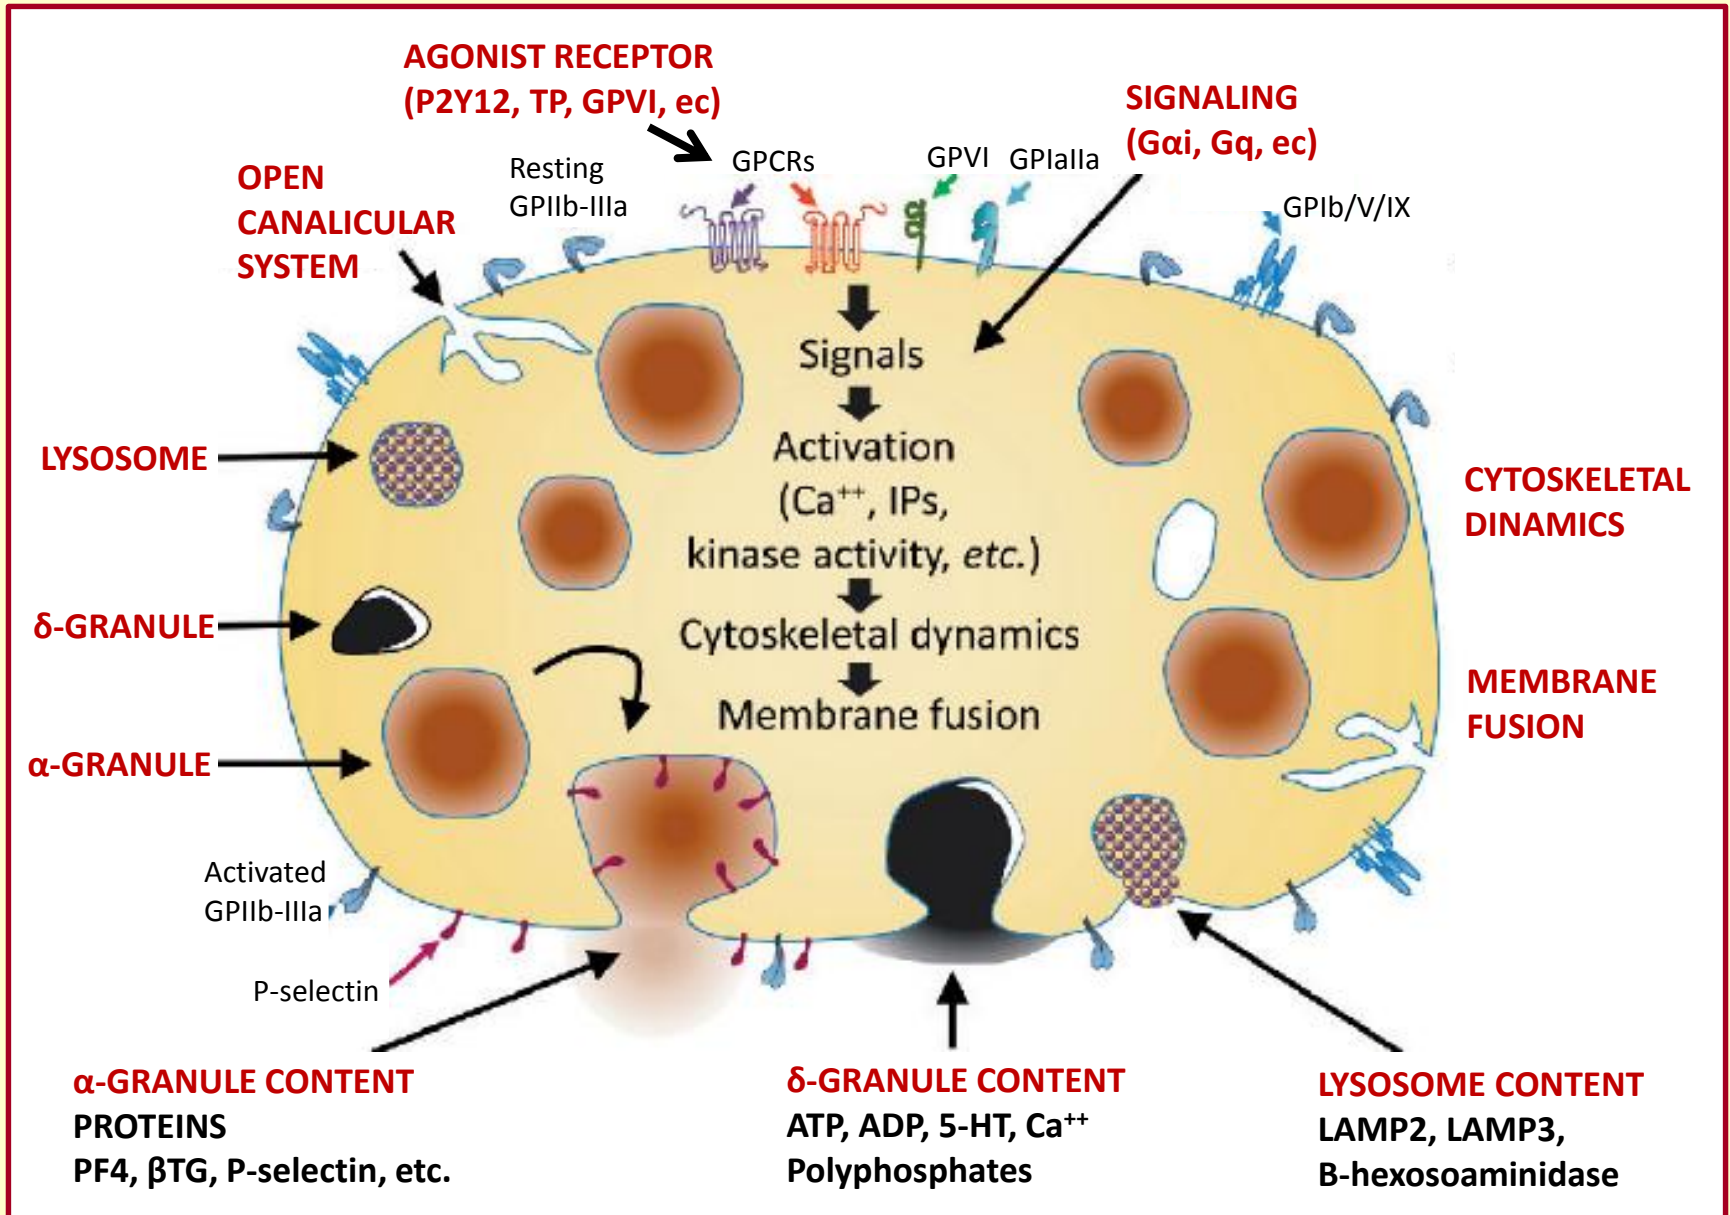 AGONIST RECEPTOR
(P2Y12, TP, GPVI, ec)
SIGNALING
(Gαi, Gq, ec)
OPEN
CANALICULAR
SYSTEM
Resting
GPIIb-IIIa
GPCRs
GPVI
GPIaIIa
GPIb/V/IX
Signals
Activation
(Ca⁺⁺, IPs,
kinase activity, etc.)
Cytoskeletal dynamics
Membrane fusion
LYSOSOME
δ-GRANULE
α-GRANULE
CYTOSKELETAL
DINAMICS
MEMBRANE
FUSION
Activated
GPIIb-IIIa
P-selectin
α-GRANULE CONTENT
PROTEINS
PF4, βTG, P-selectin, etc.
δ-GRANULE CONTENT
ATP, ADP, 5-HT, Ca⁺⁺
Polyphosphates
LYSOSOME CONTENT
LAMP2, LAMP3,
B-hexosoaminidase